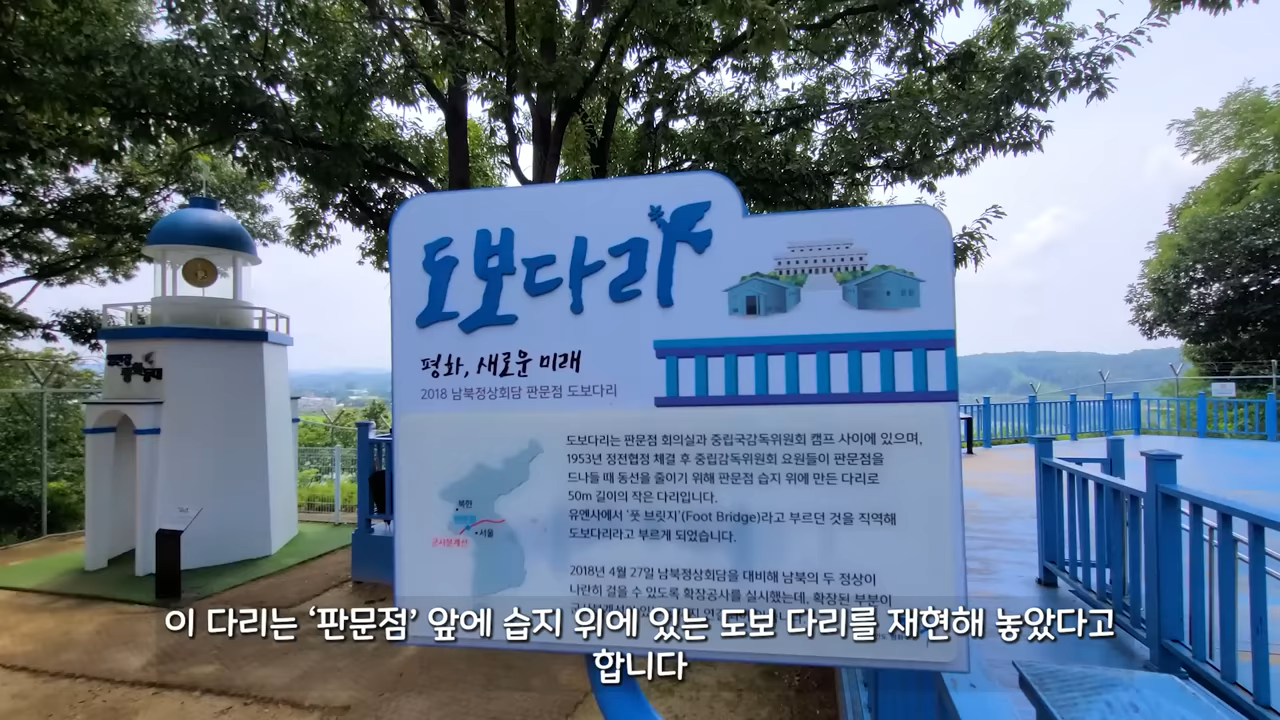 도보다리
평화, 새로운 미래
2018 남북정상회담 판문점 도보다리
도보다리는 판문점 회의실과 중립국감독위원회 캠프 사이에 있으며,
1953년 정전협정 체결 후 중립감독위원회 요원들이 판문점을
드나들 때 동선을 줄이기 위해 판문점 습지 위에 만든 다리로
50m 길이의 작은 다리입니다.
유엔사에서 '풋 브릿지'(Foot Bridge)라고 부르던 것을 직역해
도보다리라고 부르게 되었습니다.
북한
서울
군사분계선
2018년 4월 27일 남북정상회담을 대비해 남북의 두 정상이
나란히 걸을 수 있도록 확장공사를 실시했는데, 확장된 부분이
이 다리는 ‘판문점’ 앞에 습지 위에 있는 도보 다리를 재현해 놓았다고
합니다